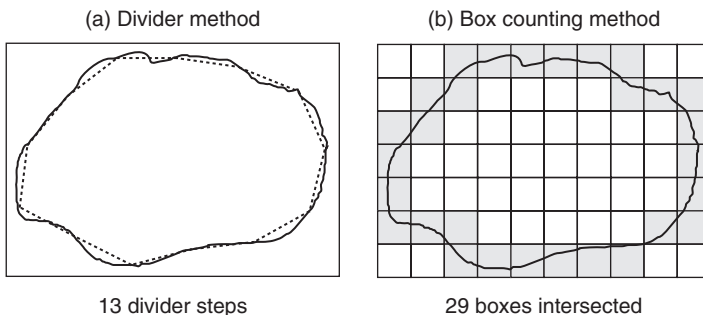 (a) Divider method
(b) Box counting method
13 divider steps
29 boxes intersected